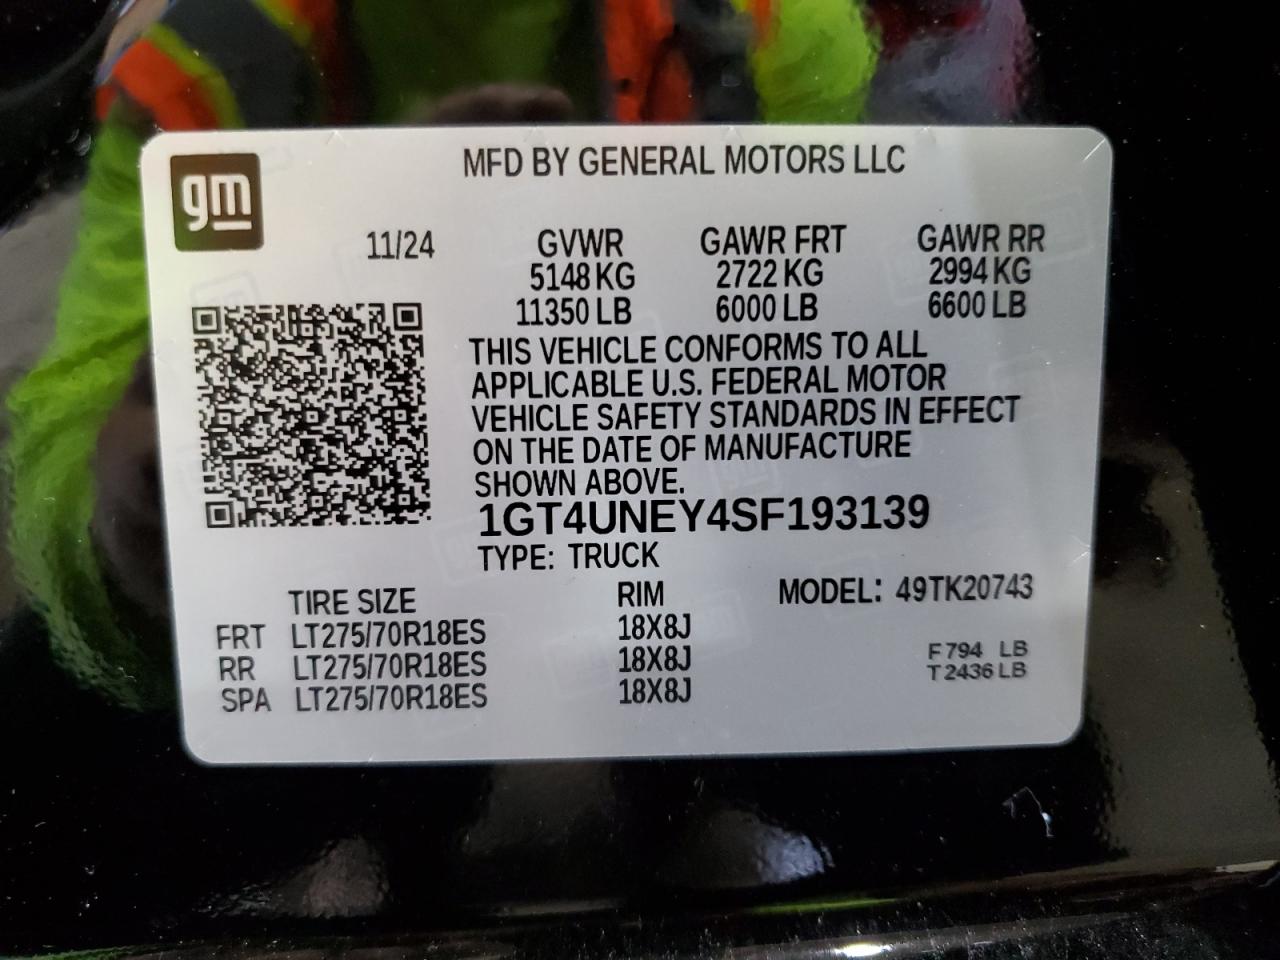 gm
MFD BY GENERAL MOTORS LLC
11/24 GVWR GAWR FRT GAWR RR
5148 KG 2722 KG 2994 KG
11350 LB 6000 LB 6600 LB
THIS VEHICLE CONFORMS TO ALL
APPLICABLE U.S. FEDERAL MOTOR
VEHICLE SAFETY STANDARDS IN EFFECT
ON THE DATE OF MANUFACTURE
SHOWN ABOVE.
1GT4UNEY4SF193139
TYPE: TRUCK
TIRE SIZE RIM MODEL: 49TK20743
FRT LT275/70R18ES 18X8J
RR LT275/70R18ES 18X8J
SPA LT275/70R18ES 18X8J
F 794 LB
T 2436 LB